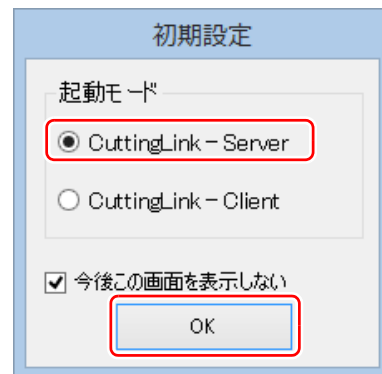 初期設定
起動モード
CuttingLink－Server
CuttingLink－Client
今後この画面を表示しない
OK